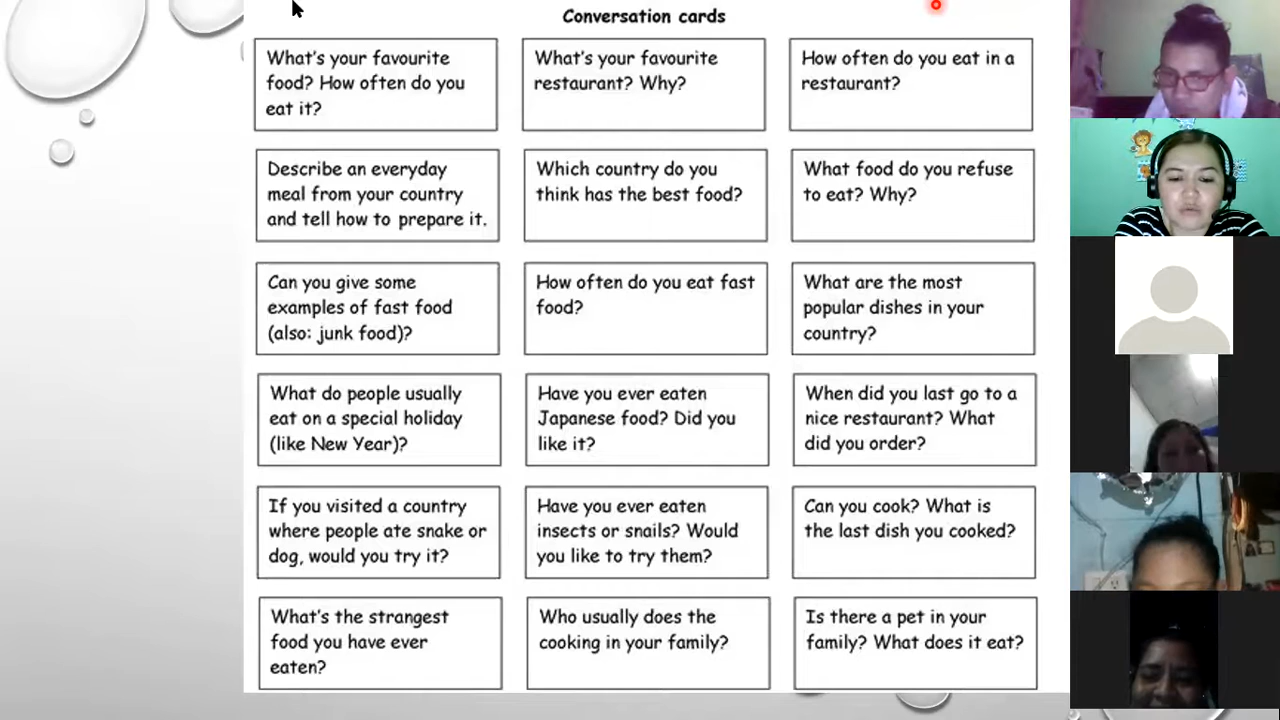 Conversation cards
What's your favourite
food? How often do you
eat it?
What's your favourite
restaurant? Why?
How often do you eat in a
restaurant?
Describe an everyday
meal from your country
and tell how to prepare it.
Which country do you
think has the best food?
What food do you refuse
to eat? Why?
Can you give some
examples of fast food
(also: junk food)?
How often do you eat fast
food?
What are the most
popular dishes in your
country?
What do people usually
eat on a special holiday
(like New Year)?
Have you ever eaten
Japanese food? Did you
like it?
When did you last go to a
nice restaurant? What
did you order?
If you visited a country
where people ate snake or
dog, would you try it?
Have you ever eaten
insects or snails? Would
you like to try them?
Can you cook? What is
the last dish you cooked?
What's the strangest
food you have ever
eaten?
Who usually does the
cooking in your family?
Is there a pet in your
family? What does it eat?